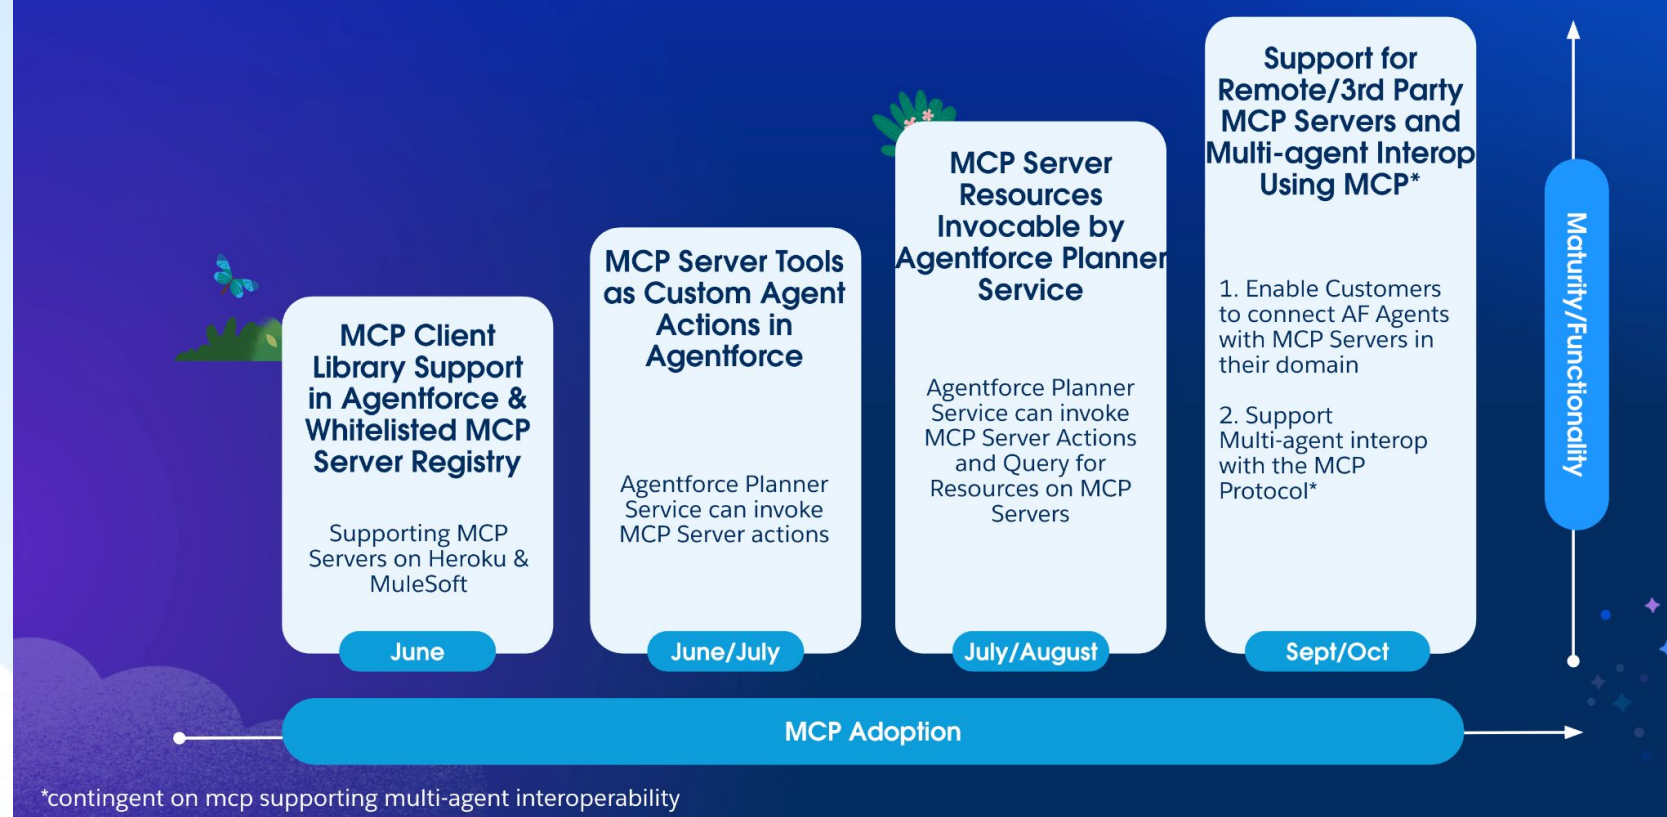 MCP Client
Library Support
in Agentforce &
Whitelisted MCP
Server Registry
Supporting MCP
Servers on Heroku &
MuleSoft
June
MCP Server Tools
as Custom Agent
Actions in
Agentforce
Agentforce Planner
Service can invoke
MCP Server actions
June/July
MCP Server
Resources
Invocable by
Agentforce Planner
Service
Agentforce Planner
Service can invoke
MCP Server Actions
and Query for
Resources on MCP
Servers
July/August
Support for
Remote/3rd Party
MCP Servers and
Multi-agent Interop
Using MCP*
1. Enable Customers
to connect AF Agents
with MCP Servers in
their domain
2. Support
Multi-agent interop
with the MCP
Protocol*
Sept/Oct
Maturity/Functionality
MCP Adoption
*contingent on mcp supporting multi-agent interoperability